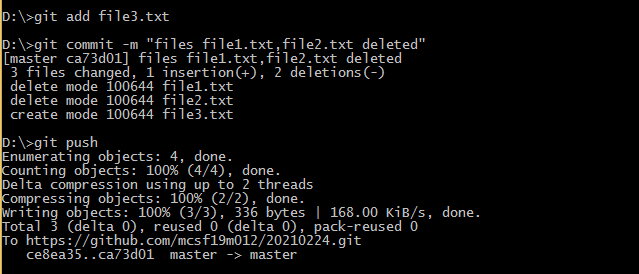 D:\>git add file3.txt
D:\>git commit -m "files file1.txt,file2.txt deleted"
[master ca73d01] files file1.txt,file2.txt deleted
3 files changed, 1 insertion(+), 2 deletions(-)
delete mode 100644 file1.txt
delete mode 100644 file2.txt
create mode 100644 file3.txt
D:\>git push
Enumerating objects: 4, done.
Counting objects: 100% (4/4), done.
Delta compression using up to 2 threads
Compressing objects: 100% (2/2), done.
Writing objects: 100% (3/3), 336 bytes | 168.00 KiB/s, done.
Total 3 (delta 0), reused 0 (delta 0), pack-reused 0
To https://github.com/mcsf19m012/20210224.git
ce8ea35..ca73d01  master -> master